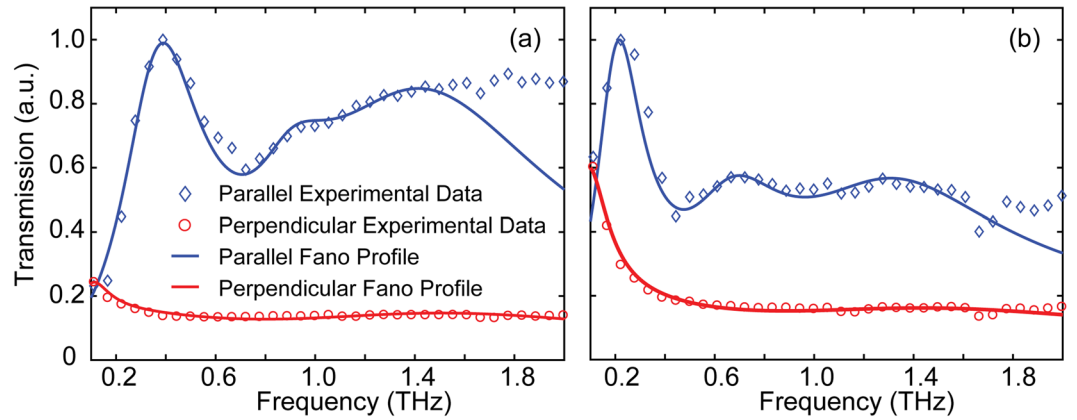 (a)
(b)
Transmission (a.u.)
1.0
0.8
0.6
0.4
0.2
0
Parallel Experimental Data
Perpendicular Experimental Data
Parallel Fano Profile
Perpendicular Fano Profile
0.2 0.6 1.0 1.4 1.8
0.2 0.6 1.0 1.4 1.8
Frequency (THz)
Frequency (THz)